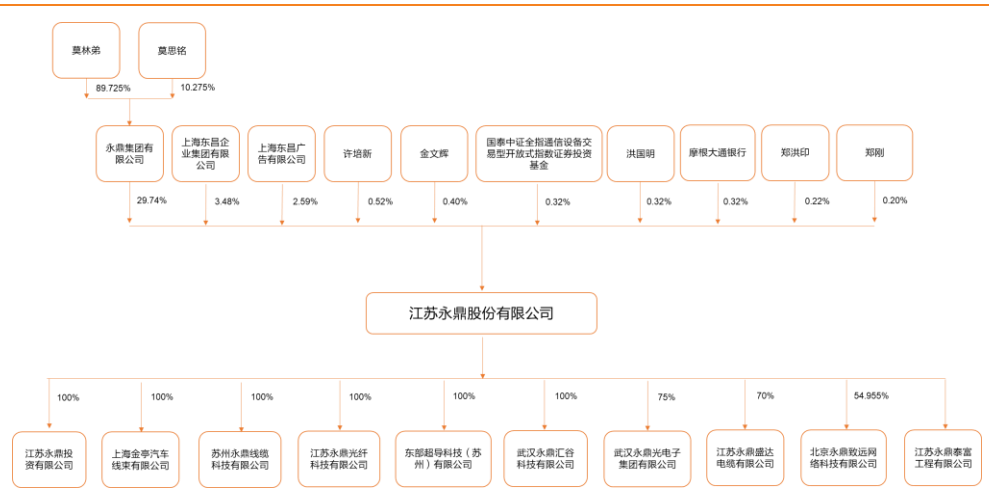 莫林弟
莫思铭
89.725%
10.275%
永鼎集团有
限公司
上海东昌企
业集团有限
公司
上海东昌广
告有限公司
许培新
金文辉
国泰中证全指通信设备交
易型开放式指数证券投资
基金
洪国明
摩根大通银行
郑洪印
郑刚
29.74%
3.48%
2.59%
0.52%
0.40%
0.32%
0.32%
0.32%
0.22%
0.20%
江苏永鼎股份有限公司
100%
100%
100%
100%
100%
100%
75%
70%
54.955%
江苏永鼎投
资有限公司
上海金亭汽车
线束有限公司
苏州永鼎线缆
科技有限公司
江苏永鼎光纤
科技有限公司
东部超导科技（苏
州）有限公司
武汉永鼎汇谷
科技有限公司
武汉永鼎光电子
集团有限公司
江苏永鼎盛达
电缆有限公司
北京永鼎致远网
络科技有限公司
江苏永鼎泰富
工程有限公司